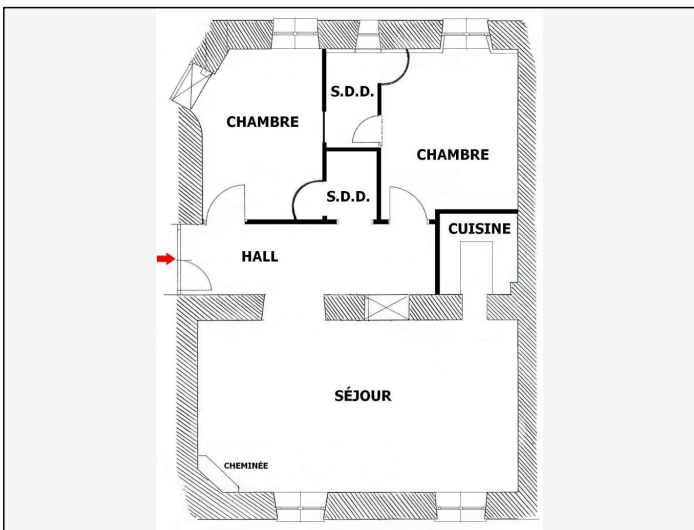 S.D.D.
CHAMBRE
CHAMBRE
S.D.D.
CUISINE
HALL
SÉJOUR
CHEMINÉE